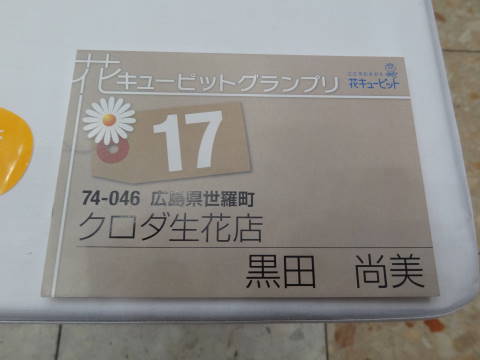 花キューピットグランプリ
花キューピット
17
74-046 広島県世羅町
クロダ生花店
黒田 尚美